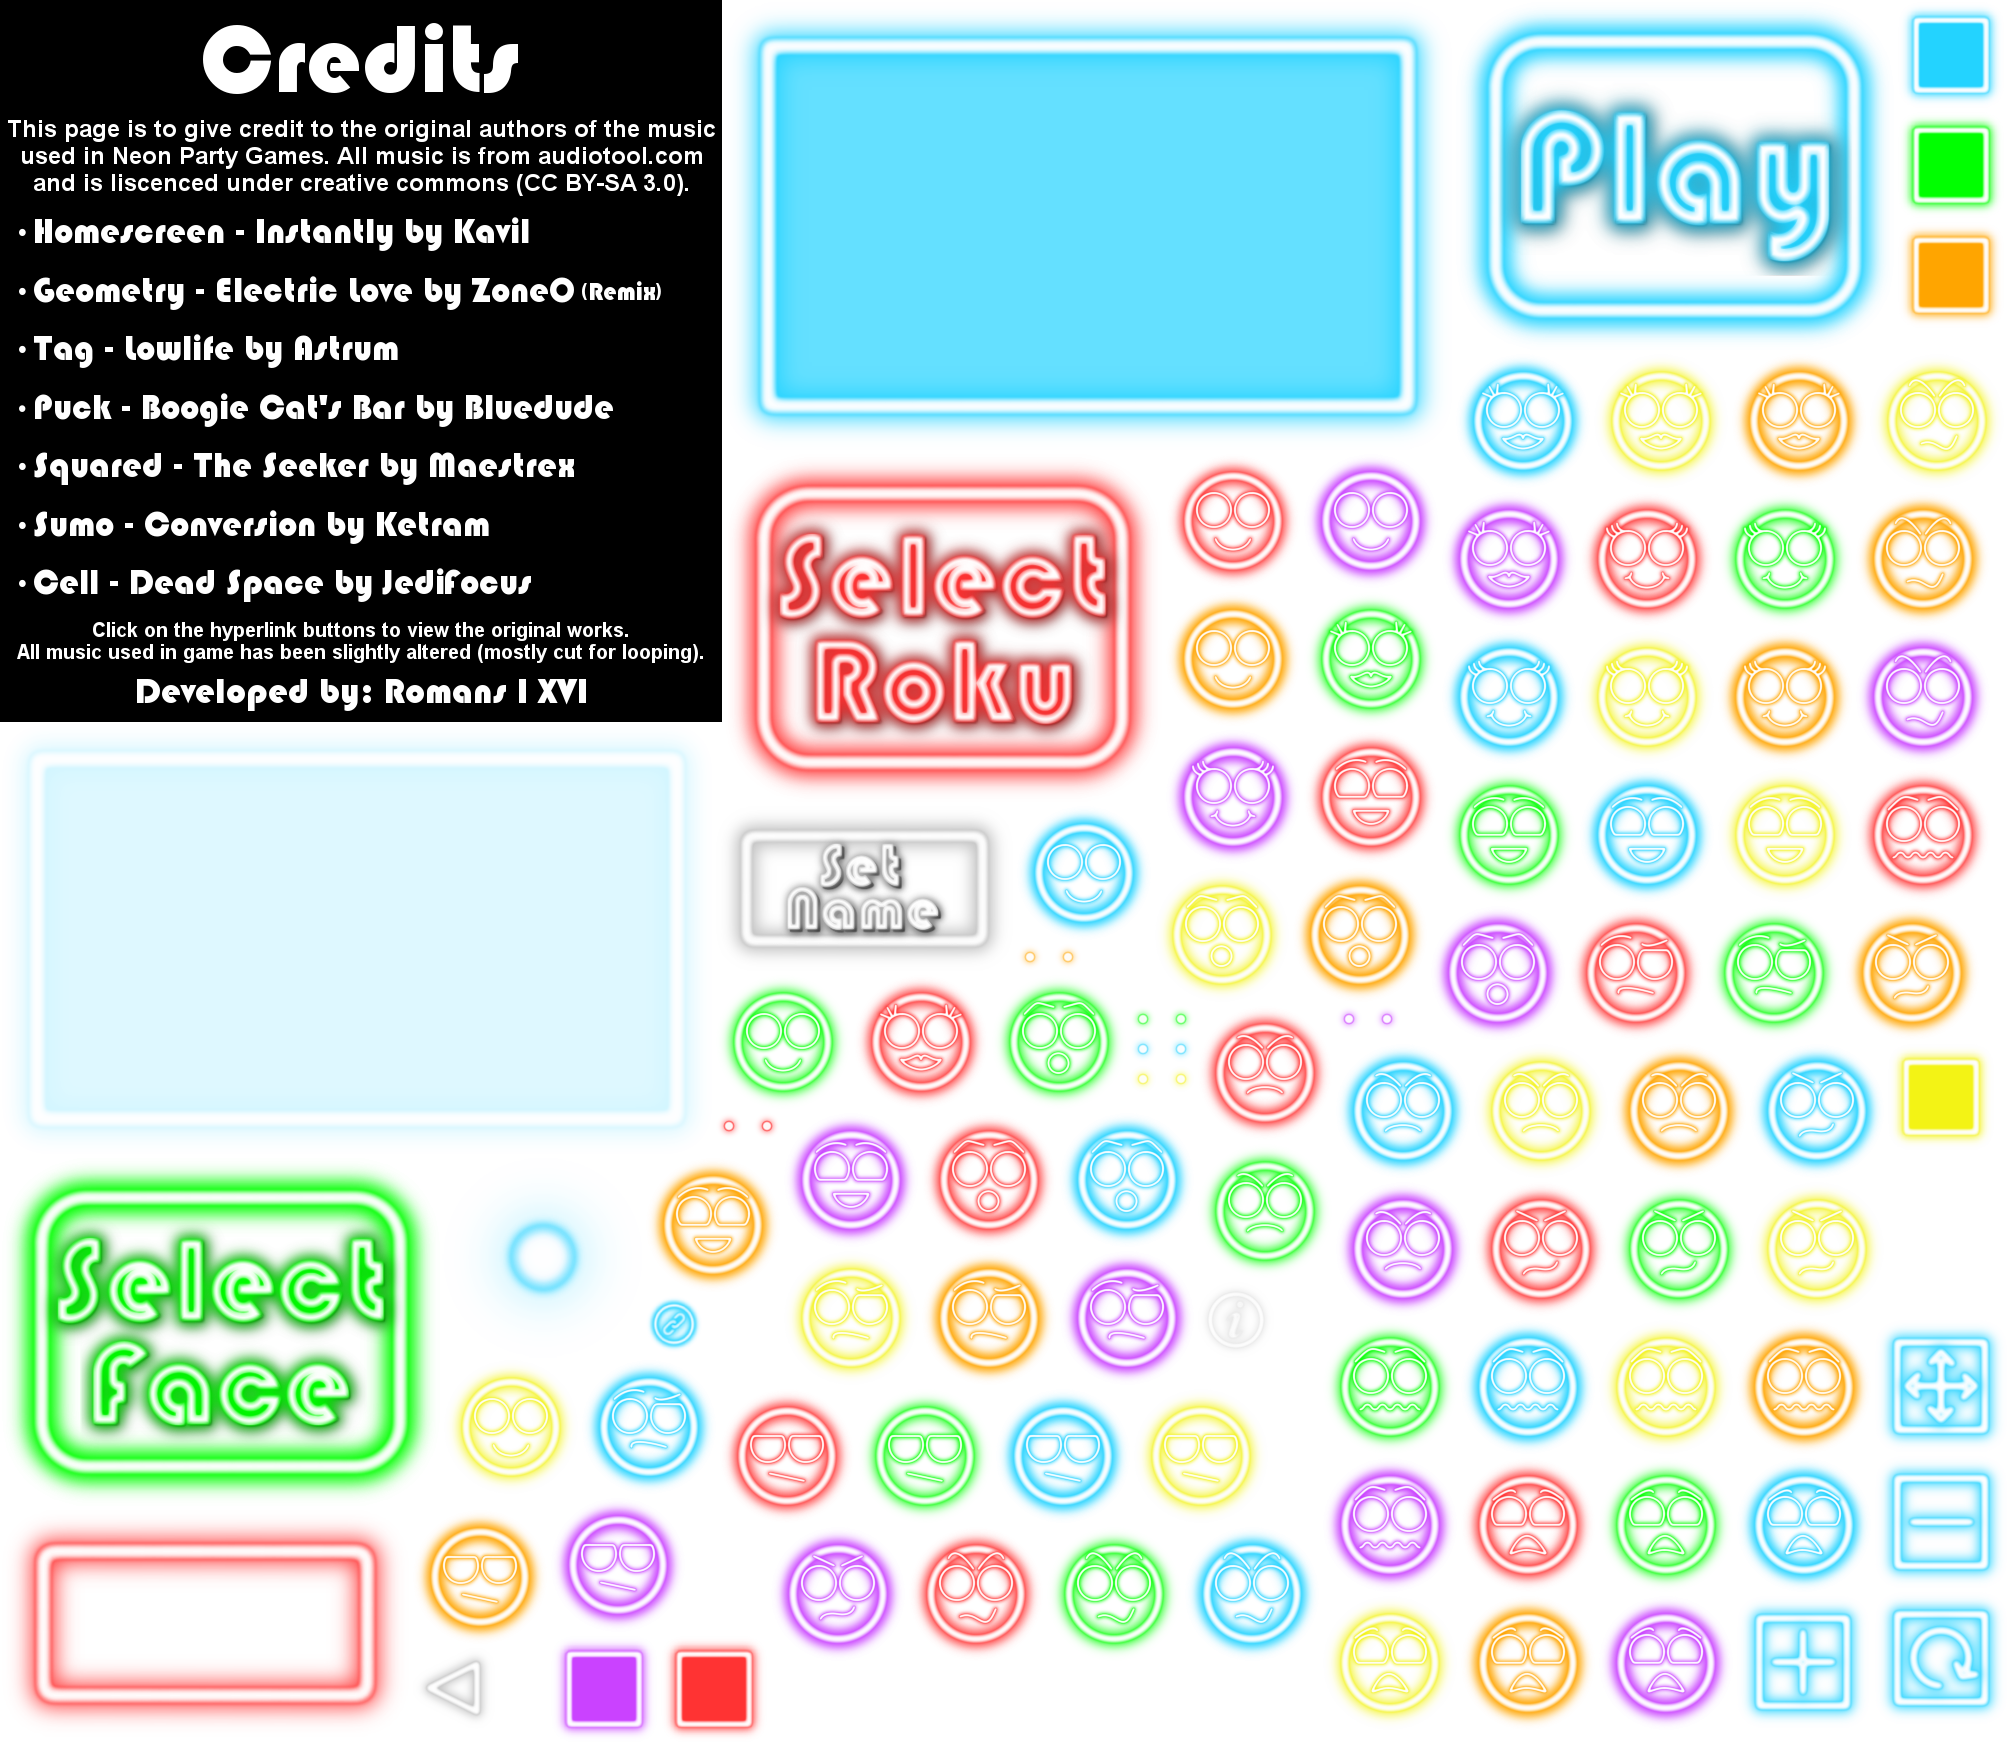 Credits
This page is to give credit to the original authors of the music
used in Neon Party Games. All music is from audiotool.com
and is liscenced under creative commons (CC BY-SA 3.0).
• Homescreen - Instantly by Kavil
• Geometry - Electric Love by ZoneO (Remix)
• Tag - Lowlife by Astrum
• Puck - Boogie Cat's Bar by Bluedude
• Squared - The Seeker by Maestrex
• Sumo - Conversion by Ketram
• Cell - Dead Space by JediFocus
Click on the hyperlink buttons to view the original works.
All music used in game has been slightly altered (mostly cut for looping).
Developed by: Romans I XVI
Play
Select
Roku
Set
Name
Select
Face
i